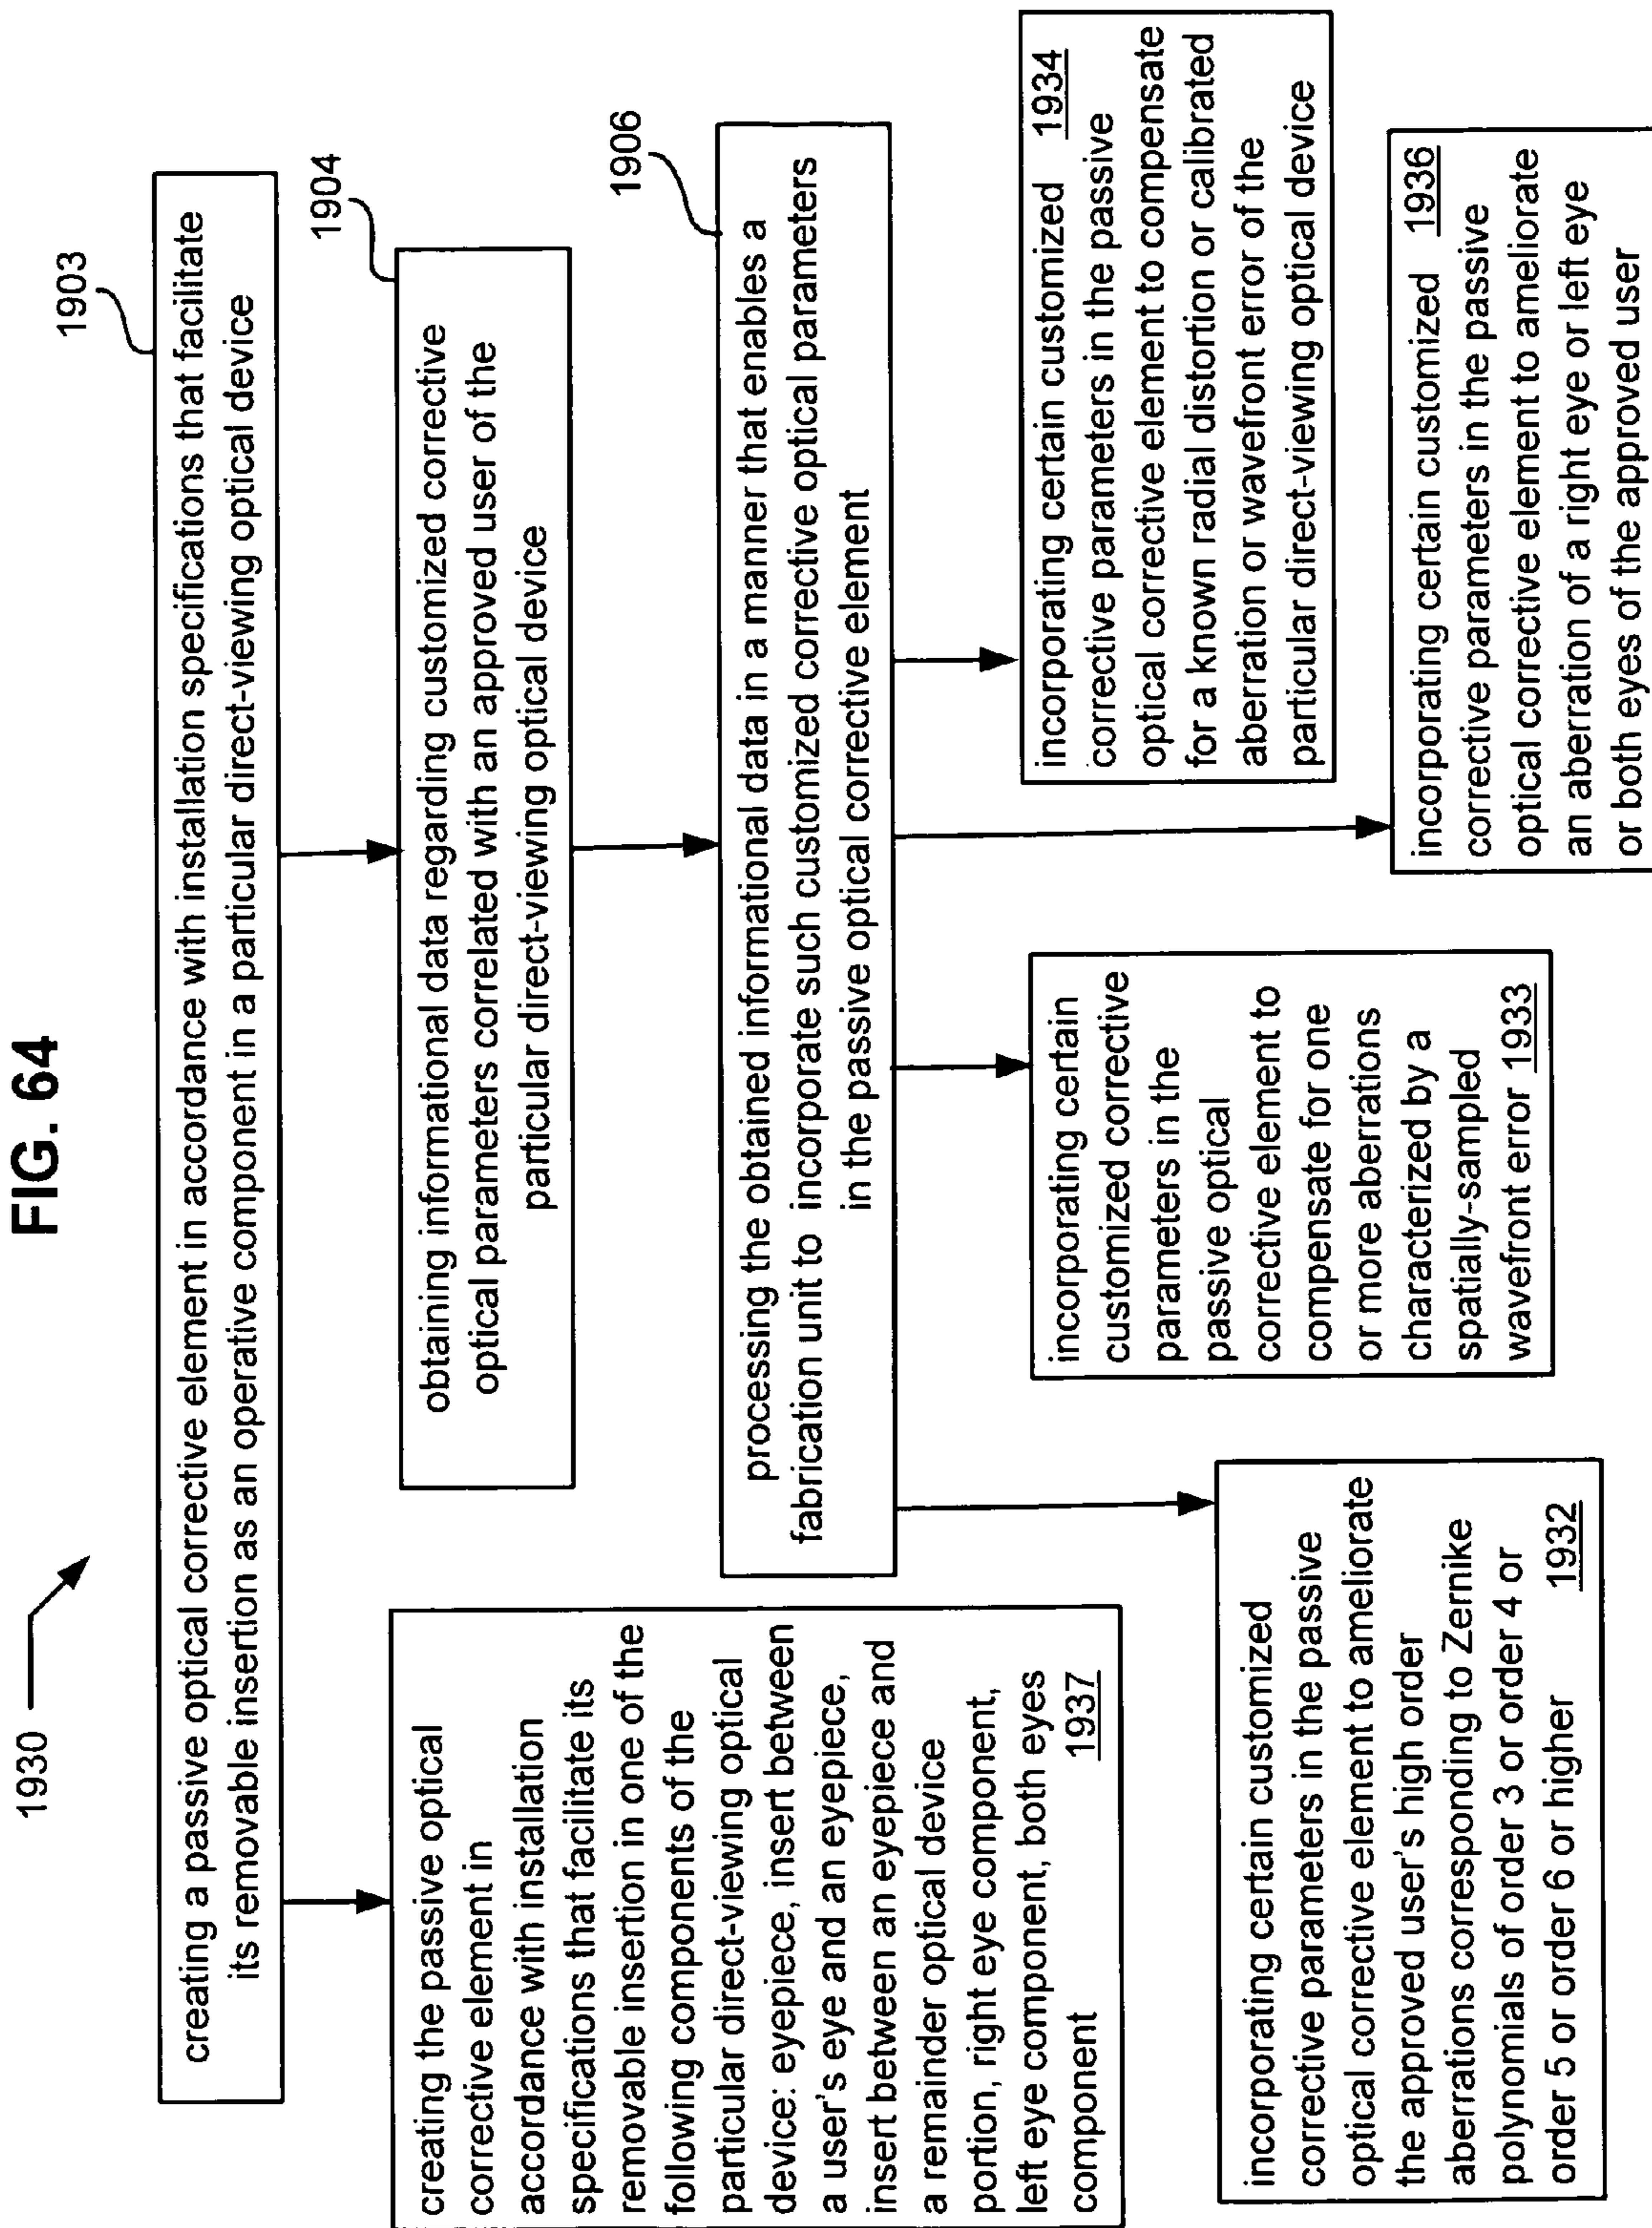 FIG. 64
1930
1903
creating a passive optical corrective element in accordance with installation specifications that facilitate
its removable insertion as an operative component in a particular direct-viewing optical device
1904
obtaining informational data regarding customized corrective
optical parameters correlated with an approved user of the
particular direct-viewing optical device
1906
processing the obtained informational data in a manner that enables a
fabrication unit to incorporate such customized corrective optical parameters
in the passive optical corrective element
creating the passive optical
corrective element in
accordance with installation
specifications that facilitate its
removable insertion in one of the
following components of the
particular direct-viewing optical
device: eyepiece, insert between
a user's eye and an eyepiece,
insert between an eyepiece and
a remainder optical device
portion, right eye component,
left eye component, both eyes
component 1937
incorporating certain customized
corrective parameters in the passive
optical corrective element to ameliorate
the approved user's high order
aberrations corresponding to Zernike
polynomials of order 3 or order 4 or
order 5 or order 6 or higher 1932
incorporating certain
customized corrective
parameters in the
passive optical
corrective element to
compensate for one
or more aberrations
characterized by a
spatially-sampled
wavefront error 1933
incorporating certain customized 1934
corrective parameters in the passive
optical corrective element to compensate
for a known radial distortion or calibrated
aberration or wavefront error of the
particular direct-viewing optical device
incorporating certain customized 1936
corrective parameters in the passive
optical corrective element to ameliorate
an aberration of a right eye or left eye
or both eyes of the approved user